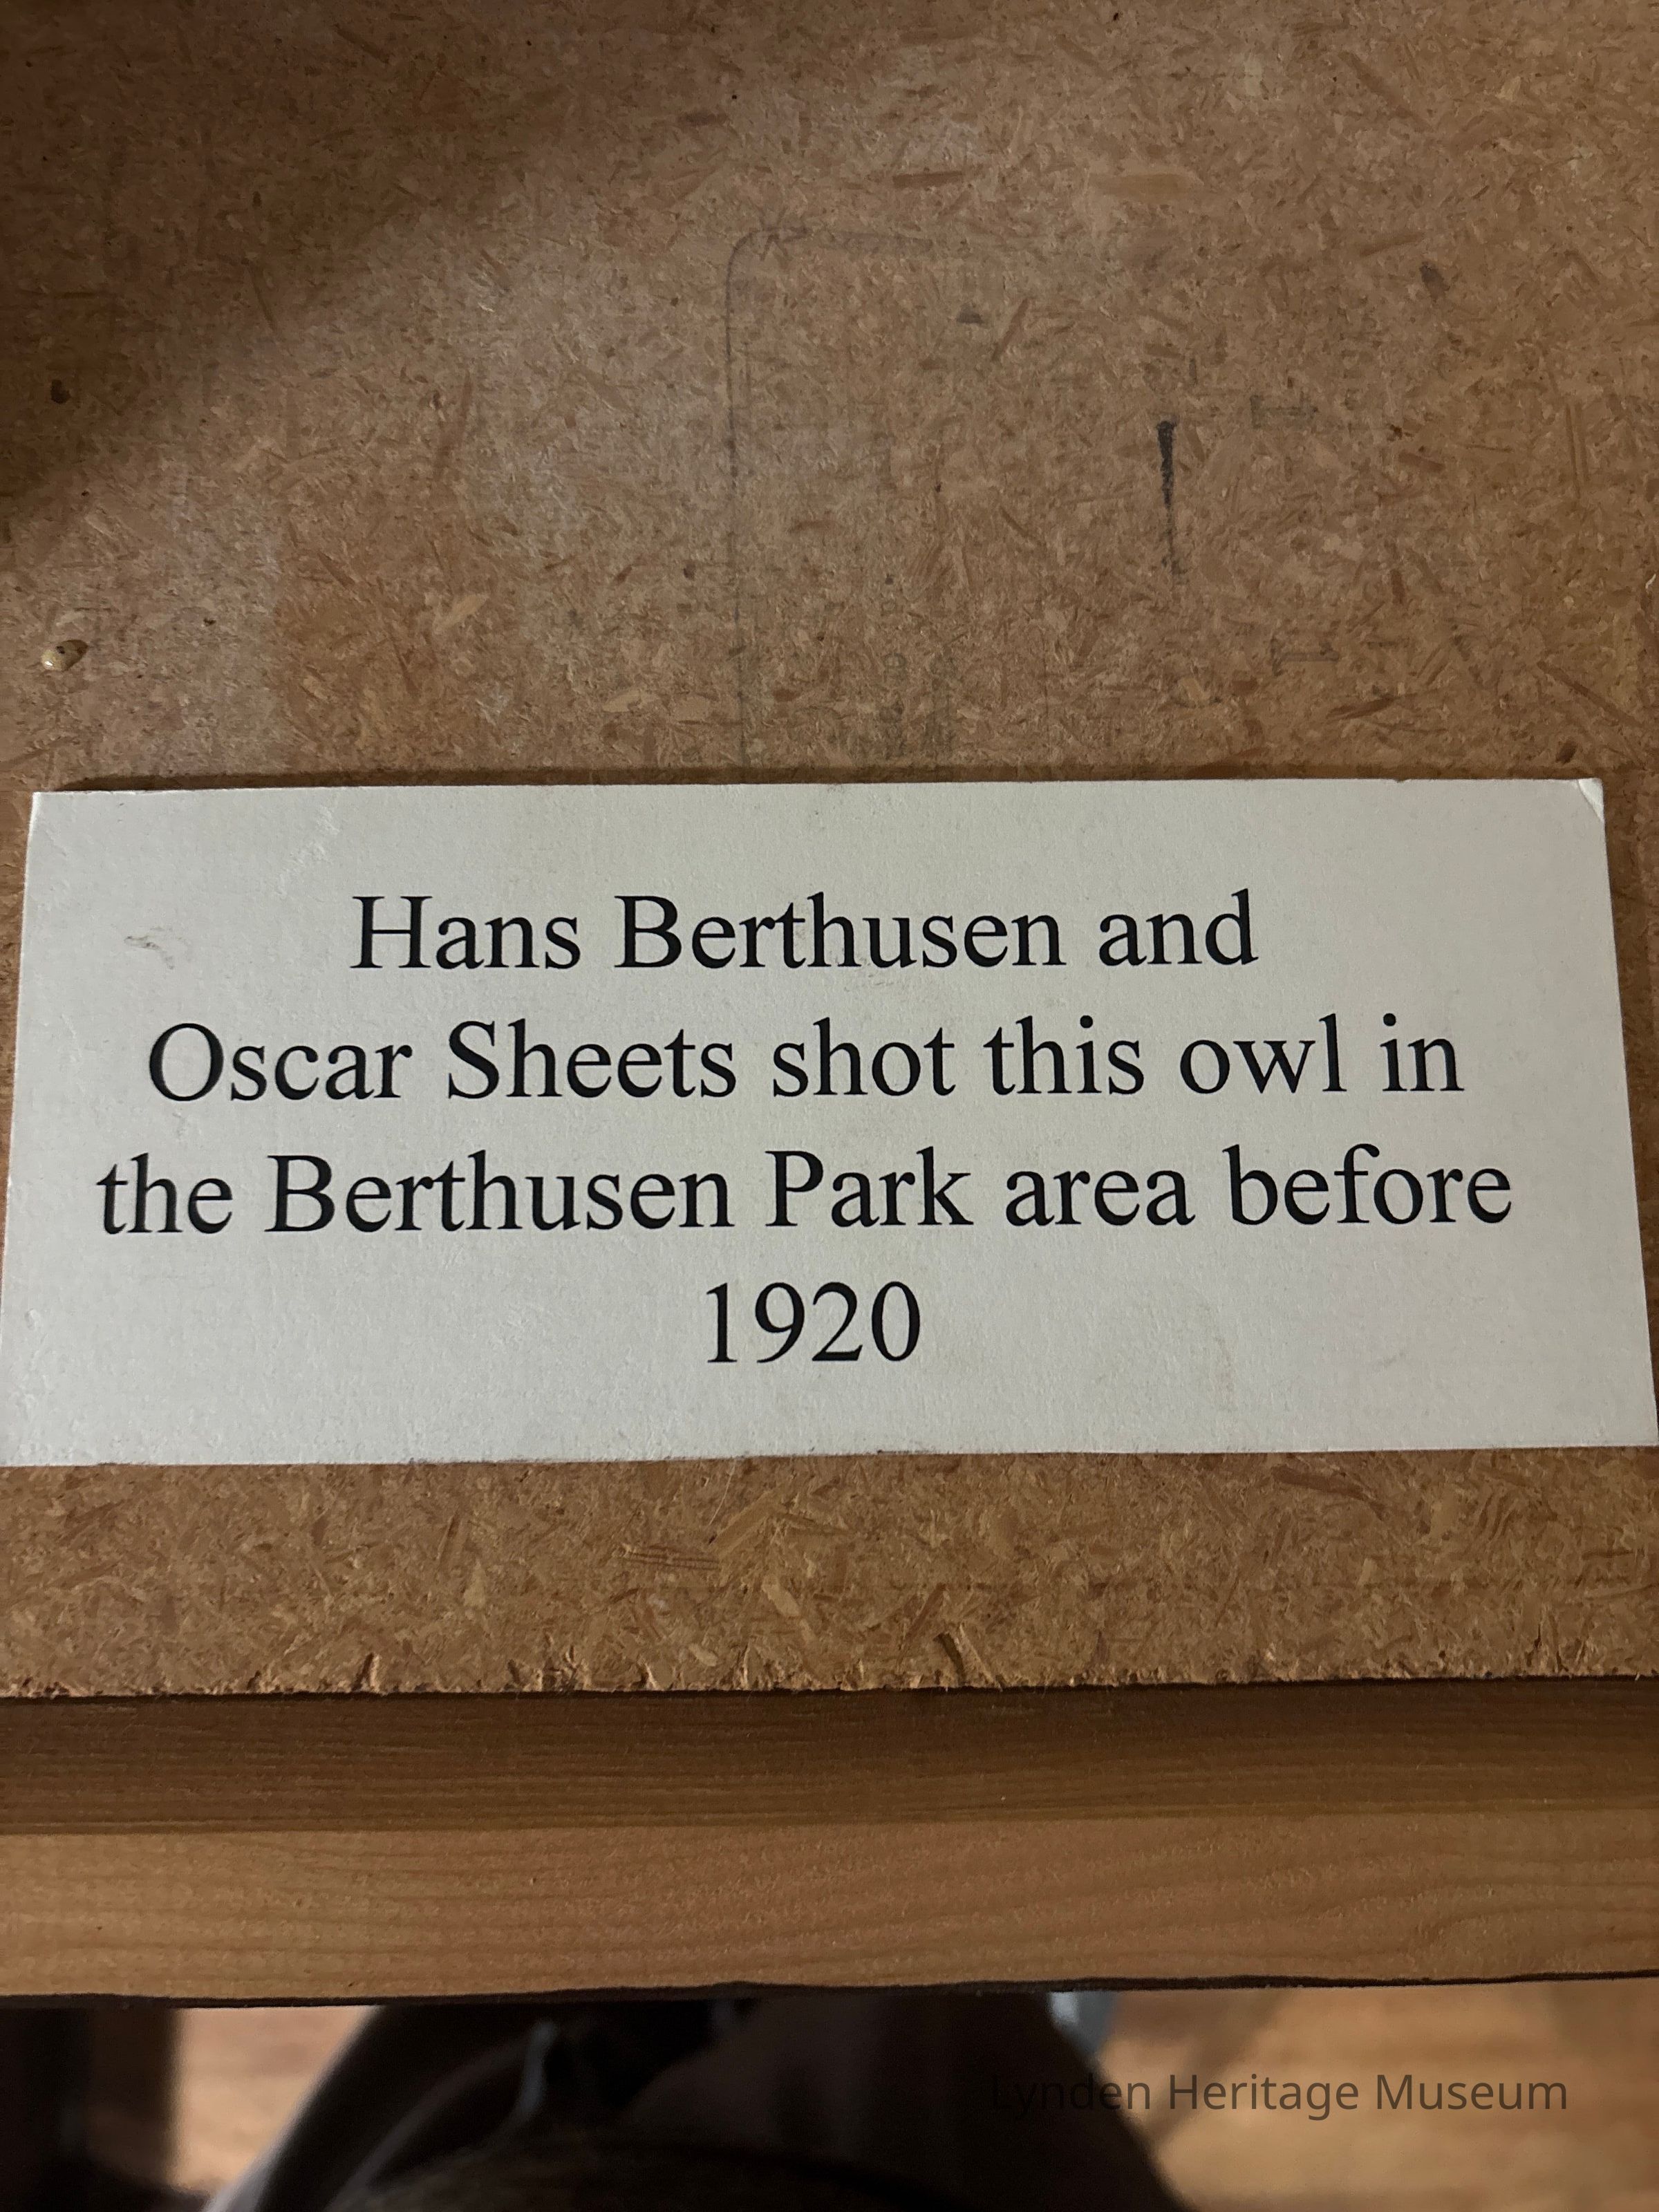 Hans Berthusen and
Oscar Sheets shot this owl in
the Berthusen Park area before
1920
Lynden Heritage Museum